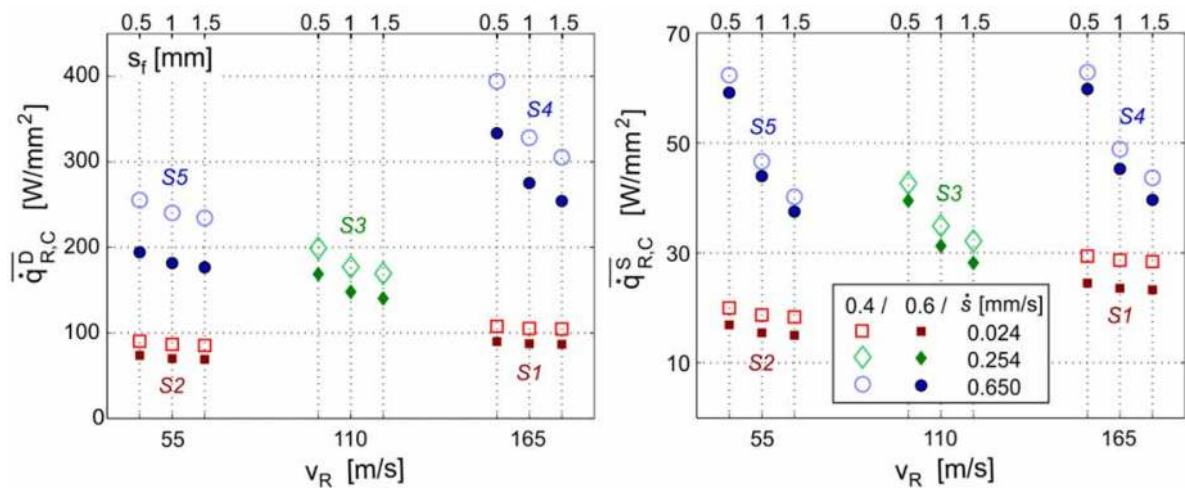 0.5 1 1.5 0.5 1 1.5 0.5 1 1.5
s_f [mm]
400
300
200
100
0
q̇̅ᴰ_R,C [W/mm²]
S5
S2
S3
S4
S1
55 110 165
v_R [m/s]
0.5 1 1.5 0.5 1 1.5 0.5 1 1.5
70
50
30
10
q̇̅ˢ_R,C [W/mm²]
S5
S2
S3
S4
S1
0.4 / 0.6 / ṡ [mm/s]
0.024
0.254
0.650
55 110 165
v_R [m/s]